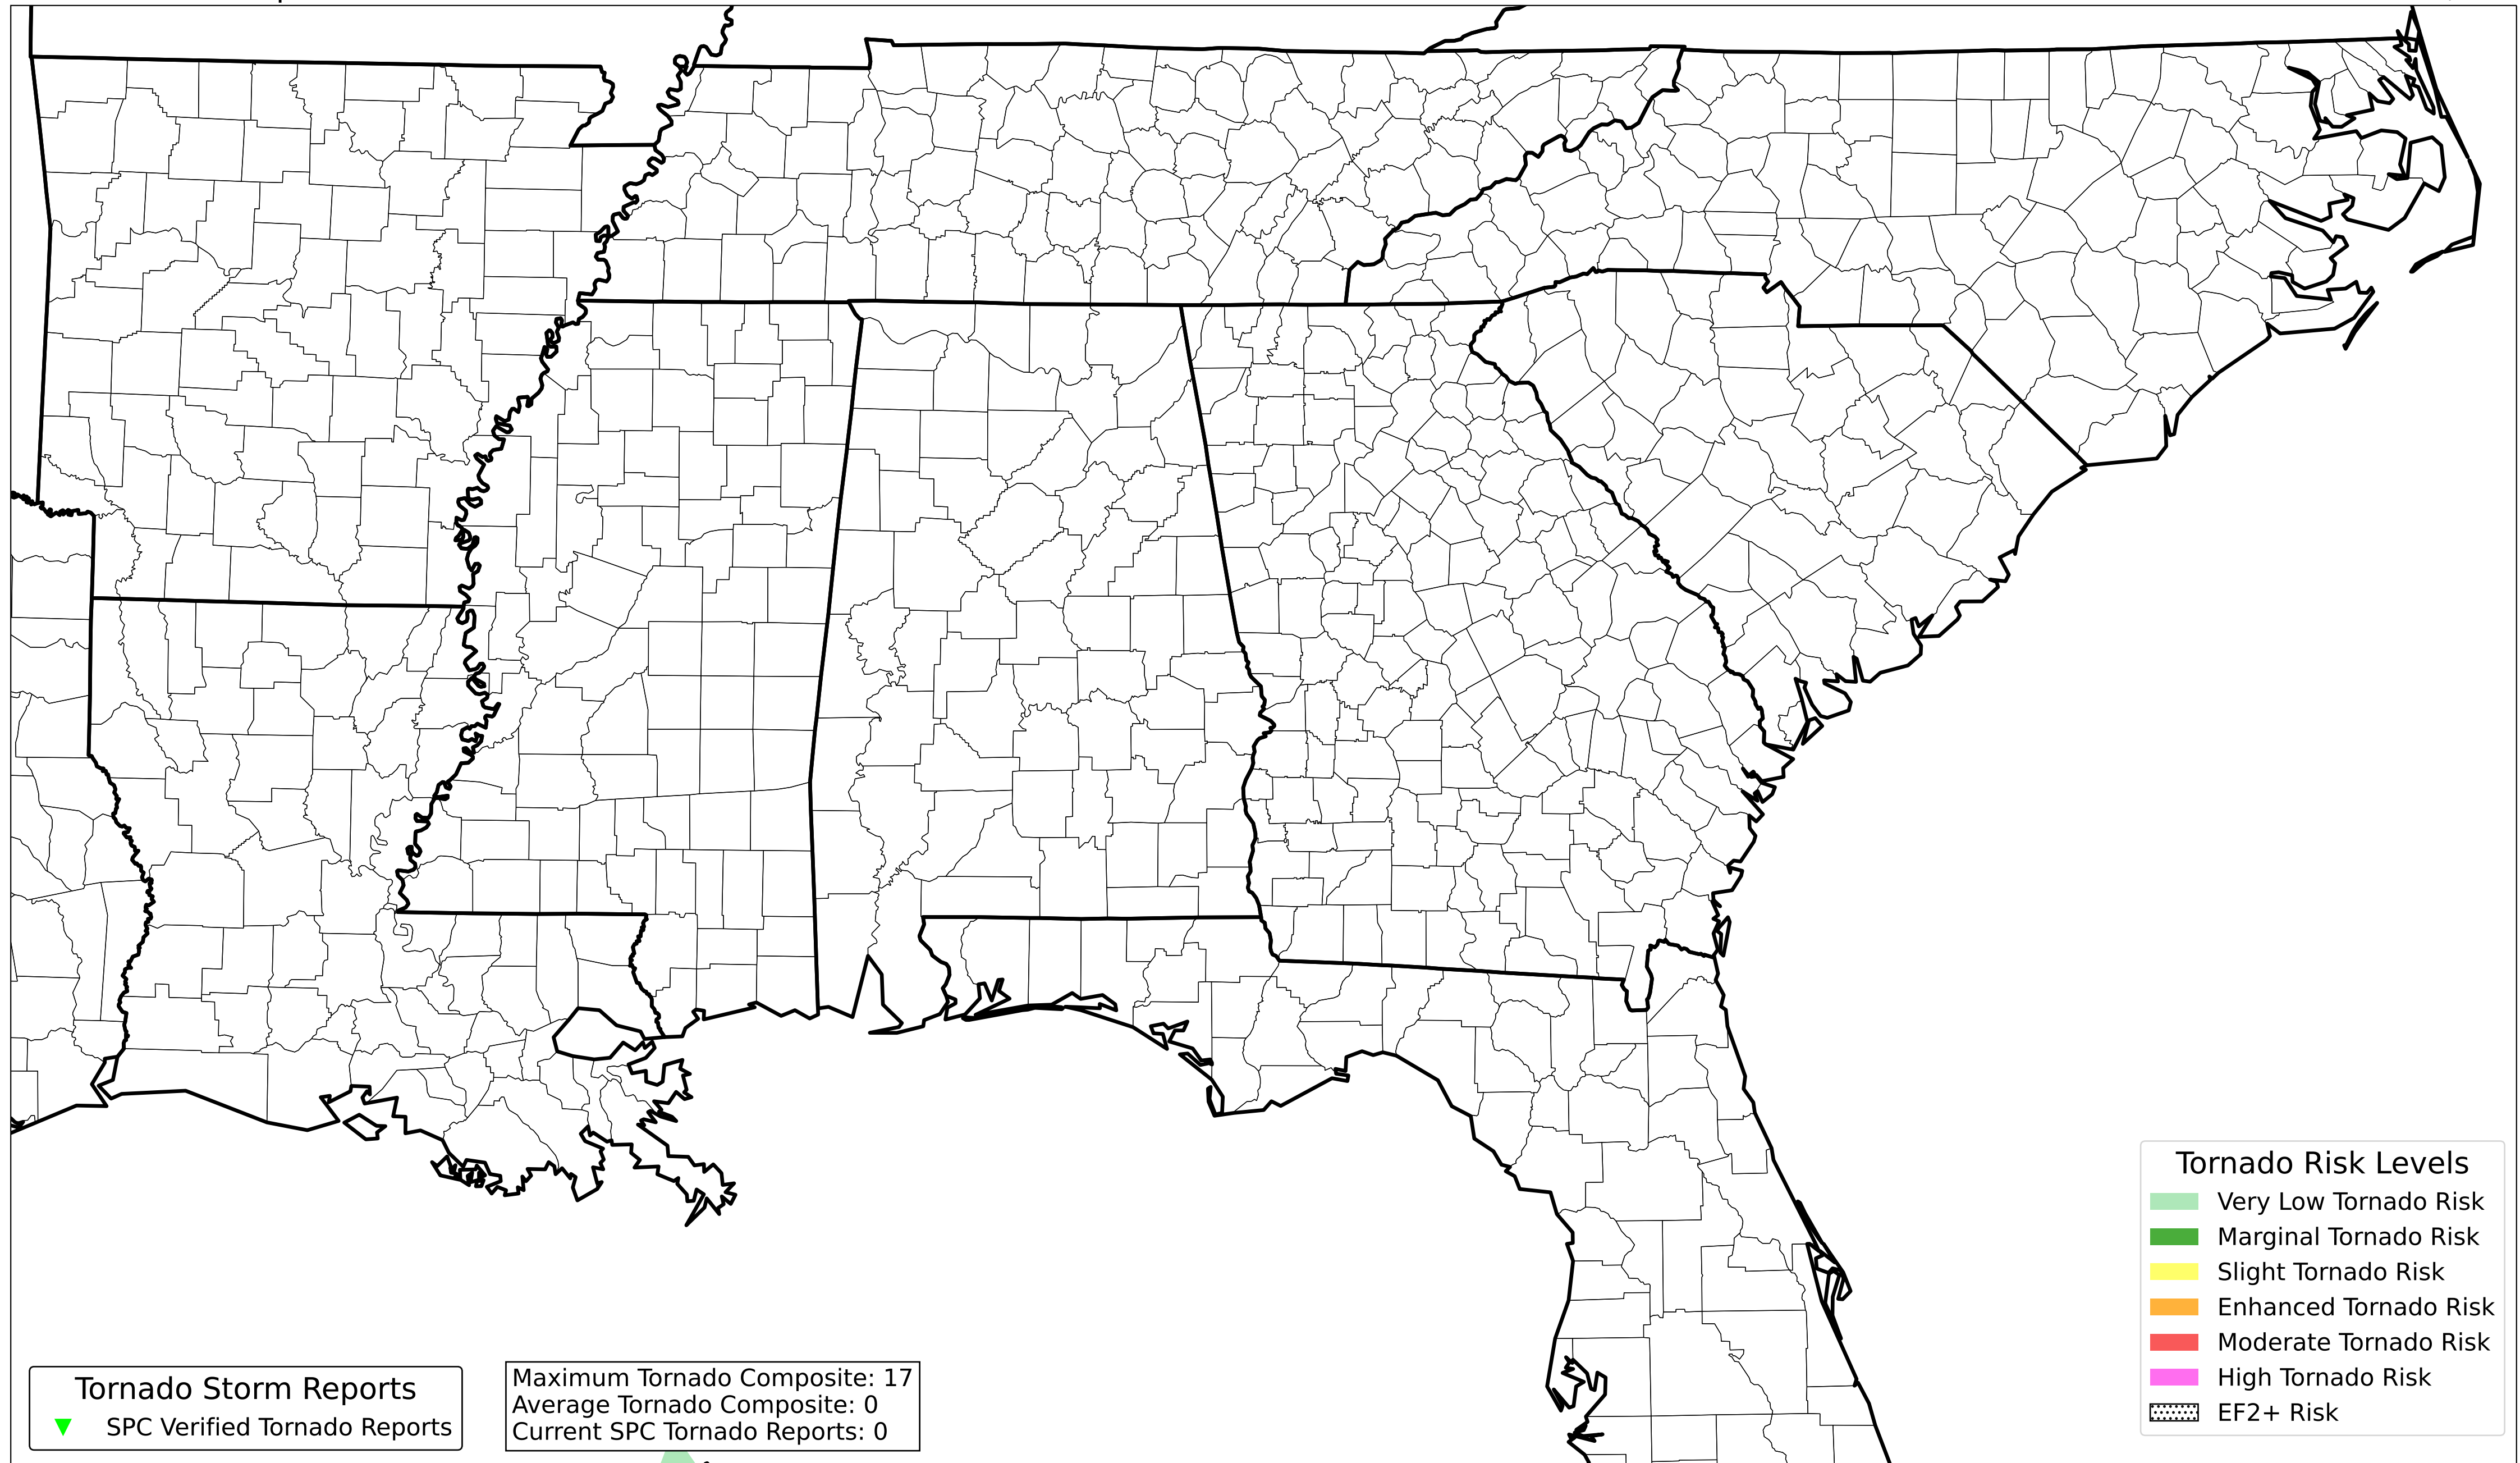 Tornado Risk Levels
Very Low Tornado Risk
Marginal Tornado Risk
Slight Tornado Risk
Enhanced Tornado Risk
Moderate Tornado Risk
High Tornado Risk
EF2+ Risk
Tornado Storm Reports
SPC Verified Tornado Reports
Maximum Tornado Composite: 17
Average Tornado Composite: 0
Current SPC Tornado Reports: 0